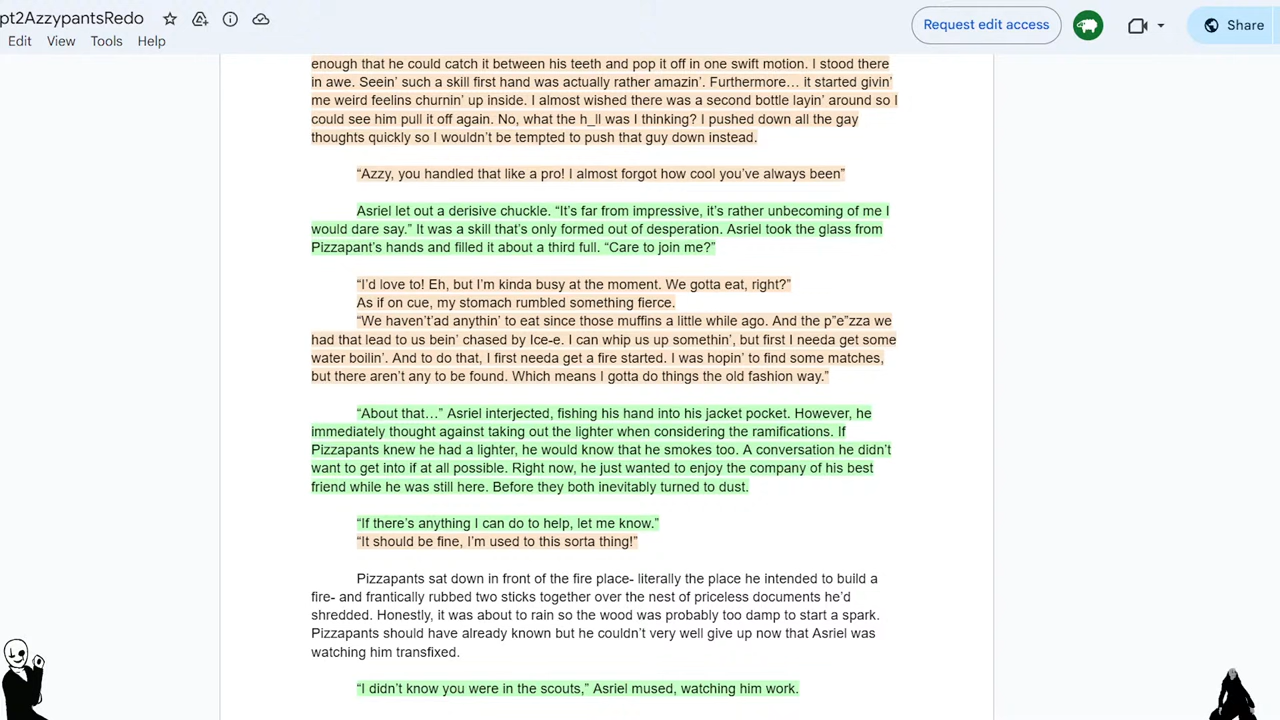 pt2AzzypantsRedo
Request edit access
Share
Edit View Tools Help
enough that he could catch it between his teeth and pop it off in one swift motion. I stood there
in awe. Seein’ such a skill first hand was actually rather amazin’. Furthermore… it started givin’
me weird feelins churnin’ up inside. I almost wished there was a second bottle layin’ around so I
could see him pull it off again. No, what the h_ll was I thinking? I pushed down all the gay
thoughts quickly so I wouldn’t be tempted to push that guy down instead.
“Azzy, you handled that like a pro! I almost forgot how cool you’ve always been”
Asriel let out a derisive chuckle. “It’s far from impressive, it’s rather unbecoming of me I
would dare say.” It was a skill that’s only formed out of desperation. Asriel took the glass from
Pizzapant’s hands and filled it about a third full. “Care to join me?”
“I’d love to! Eh, but I’m kinda busy at the moment. We gotta eat, right?”
As if on cue, my stomach rumbled something fierce.
“We haven’t’ad anythin’ to eat since those muffins a little while ago. And the p”e”zza we
had that lead to us bein’ chased by Ice-e. I can whip us up somethin’, but first I needa get some
water boilin’. And to do that, I first needa get a fire started. I was hopin’ to find some matches,
but there aren’t any to be found. Which means I gotta do things the old fashion way.”
“About that…” Asriel interjected, fishing his hand into his jacket pocket. However, he
immediately thought against taking out the lighter when considering the ramifications. If
Pizzapants knew he had a lighter, he would know that he smokes too. A conversation he didn’t
want to get into if at all possible. Right now, he just wanted to enjoy the company of his best
friend while he was still here. Before they both inevitably turned to dust.
“If there’s anything I can do to help, let me know.”
“It should be fine, I’m used to this sorta thing!”
Pizzapants sat down in front of the fire place- literally the place he intended to build a
fire- and frantically rubbed two sticks together over the nest of priceless documents he’d
shredded. Honestly, it was about to rain so the wood was probably too damp to start a spark.
Pizzapants should have already known but he couldn’t very well give up now that Asriel was
watching him transfixed.
“I didn’t know you were in the scouts,” Asriel mused, watching him work.